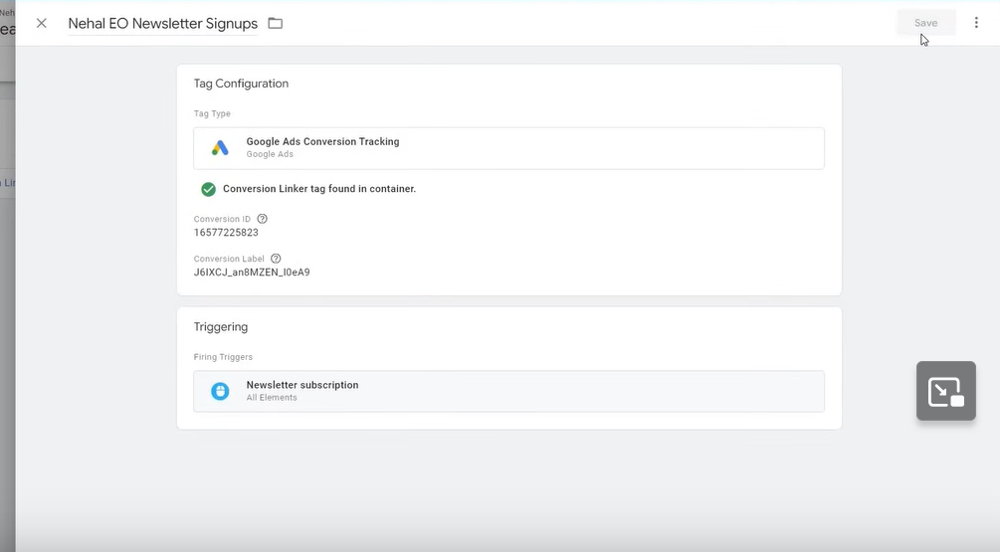 Neh
Nehal EO Newsletter Signups
Save
ea
Tag Configuration
Tag Type
Google Ads Conversion Tracking
Google Ads
Lin
Conversion Linker tag found in container.
Conversion ID
16577225823
Conversion Label
J6IXCJ_an8MZEN_I0eA9
Triggering
Firing Triggers
Newsletter subscription
All Elements